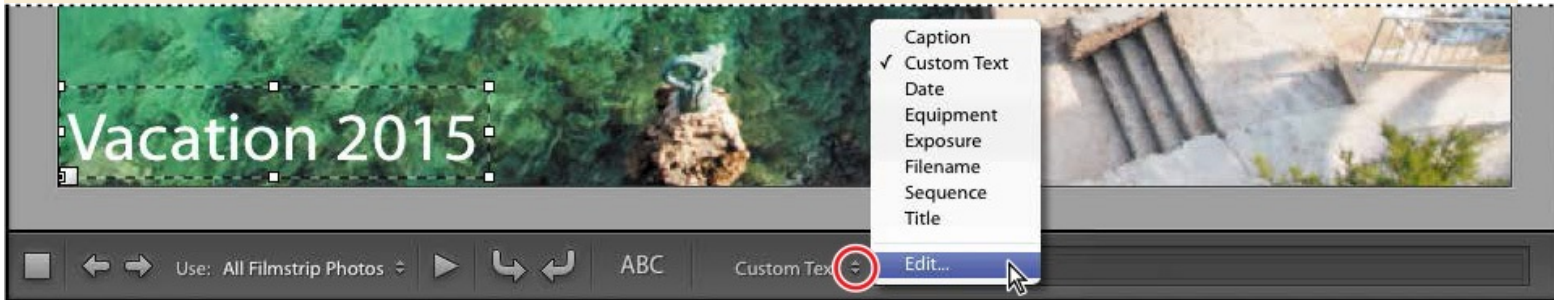 Caption
✓ Custom Text
Date
Equipment
Exposure
Filename
Sequence
Title
Vacation 2015
Use: All Filmstrip Photos
ABC
Custom Tex
Edit...